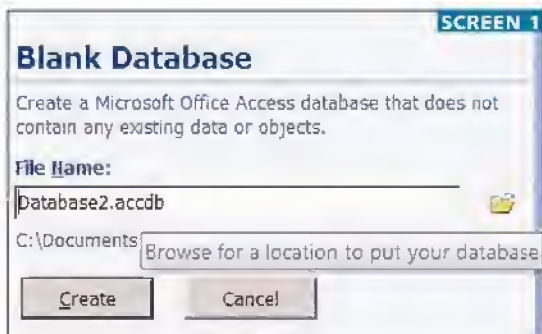 SCREEN 1
Blank Database
Create a Microsoft Office Access database that does not
contain any existing data or objects.
File Name:
Database2.accdb
C:\Documents
Browse for a location to put your database
Create
Cancel